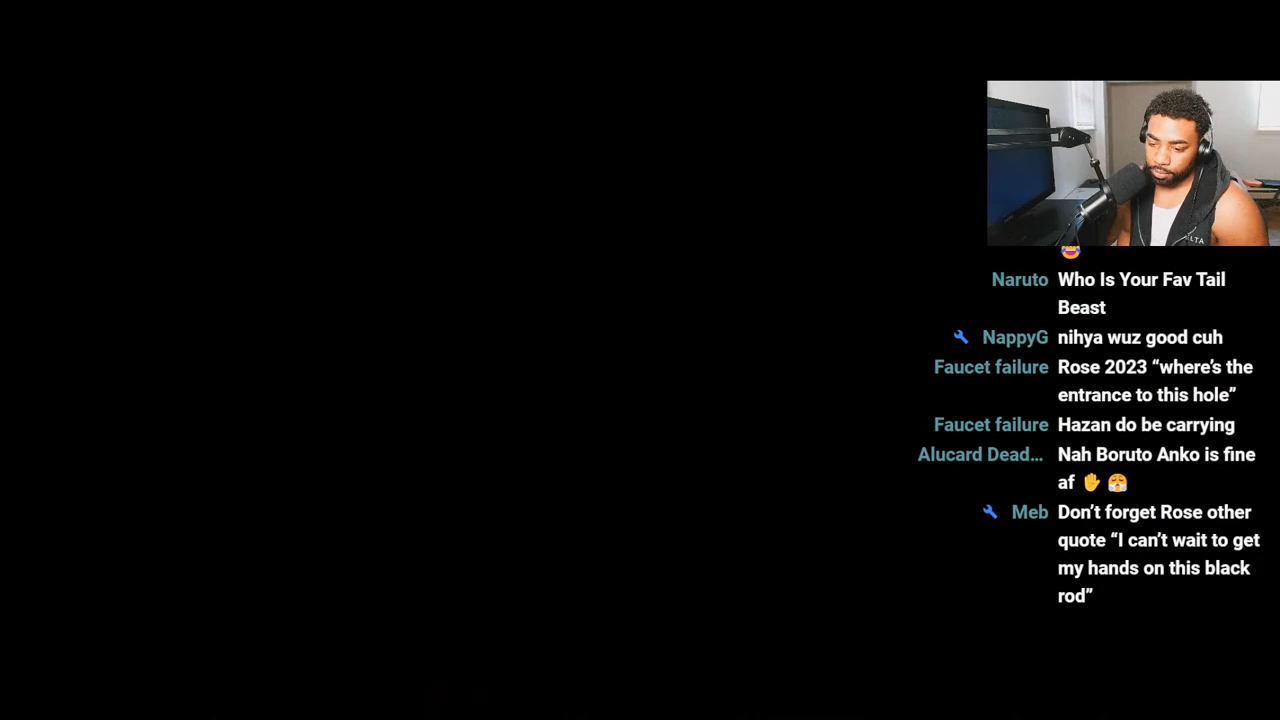 Naruto Who Is Your Fav Tail
Beast
NappyG nihya wuz good cuh
Faucet failure Rose 2023 “where’s the
entrance to this hole”
Faucet failure Hazan do be carrying
Alucard Dead... Nah Boruto Anko is fine
af ✋ 😤
Meb Don’t forget Rose other
quote “I can’t wait to get
my hands on this black
rod”